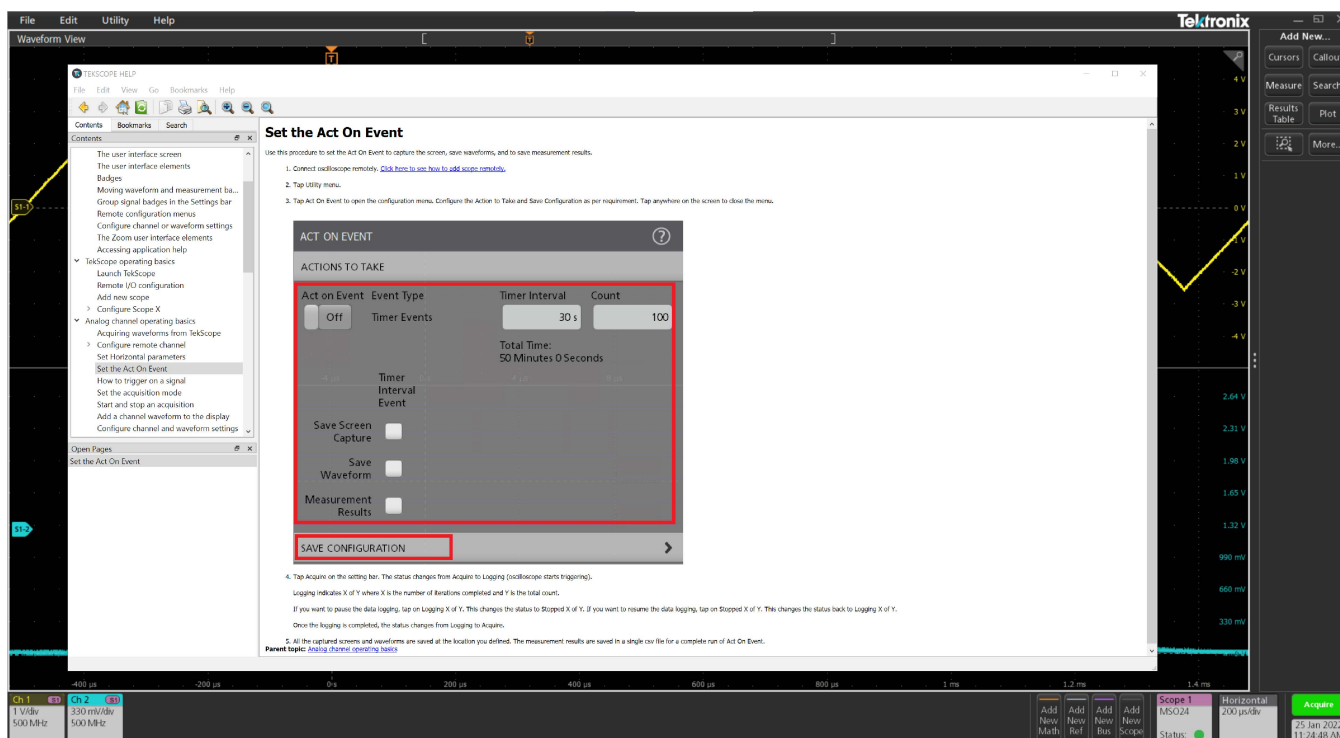 File Edit Utility Help
Tektronix
Waveform View
Add New...
T
T
TEKSCOPE HELP
File Edit View Go Bookmarks Help
Contents Bookmarks Search
Contents
The user interface screen
The user interface elements
Badges
Moving waveform and measurement ba...
Group signal badges in the Settings bar
Remote configuration menus
Configure channel or waveform settings
The Zoom user interface elements
Accessing application help
TekScope operating basics
Launch TekScope
Remote I/O configuration
Add new scope
Configure Scope X
Analog channel operating basics
Acquiring waveforms from TekScope
Configure remote channel
Set Horizontal parameters
Set the Act On Event
How to trigger on a signal
Set the acquisition mode
Start and stop an acquisition
Add a channel waveform to the display
Configure channel and waveform settings
Open Pages
Set the Act On Event
Set the Act On Event
Use this procedure to set the Act On Event to capture the screen, save waveforms, and to save measurement results.
1. Connect oscilloscope remotely. Click here to see how to add scope remotely.
2. Tap Utility menu.
3. Tap Act On Event to open the configuration menu. Configure the Action to Take and Save Configuration as per requirement. Tap anywhere on the screen to close the menu.
ACT ON EVENT
?
ACTIONS TO TAKE
Act on Event Event Type Timer Interval Count
Off Timer Events 30 s 100
Total Time:
50 Minutes 0 Seconds
Timer
Interval
Event
Save Screen
Capture
Save
Waveform
Measurement
Results
SAVE CONFIGURATION
4. Tap Acquire on the setting bar. The status changes from Acquire to Logging (oscilloscope starts triggering).
Logging indicates X of Y where X is the number of iterations completed and Y is the total count.
If you want to pause the data logging, tap on Logging X of Y. This changes the status to Stopped X of Y. If you want to resume the data logging, tap on Stopped X of Y. This changes the status back to Logging X of Y.
Once the logging is completed, the status changes from Logging to Acquire.
5. All the captured screens and waveforms are saved at the location you defined. The measurement results are saved in a single csv file for a complete run of Act On Event.
Parent topic: Analog channel operating basics
S1-1
S1-2
4 V
3 V
2 V
1 V
0 V
-1 V
-2 V
-3 V
-4 V
2.64 V
2.31 V
1.98 V
1.65 V
1.32 V
990 mV
660 mV
330 mV
Cursors Callou
Measure Search
Results
Table
Plot
More...
-400 µs -200 µs 0 s 200 µs 400 µs 600 µs 800 µs 1 ms 1.2 ms 1.4 ms
Ch 1 S1
1 V/div
500 MHz
Ch 2 S1
330 mV/div
500 MHz
Add
New
Math
Add
New
Ref
Add
New
Bus
Add
New
Scope
Scope 1
MSO24
Status:
Horizontal
200 µs/div
Acquire
25 Jan 2022
11:24:48 AM